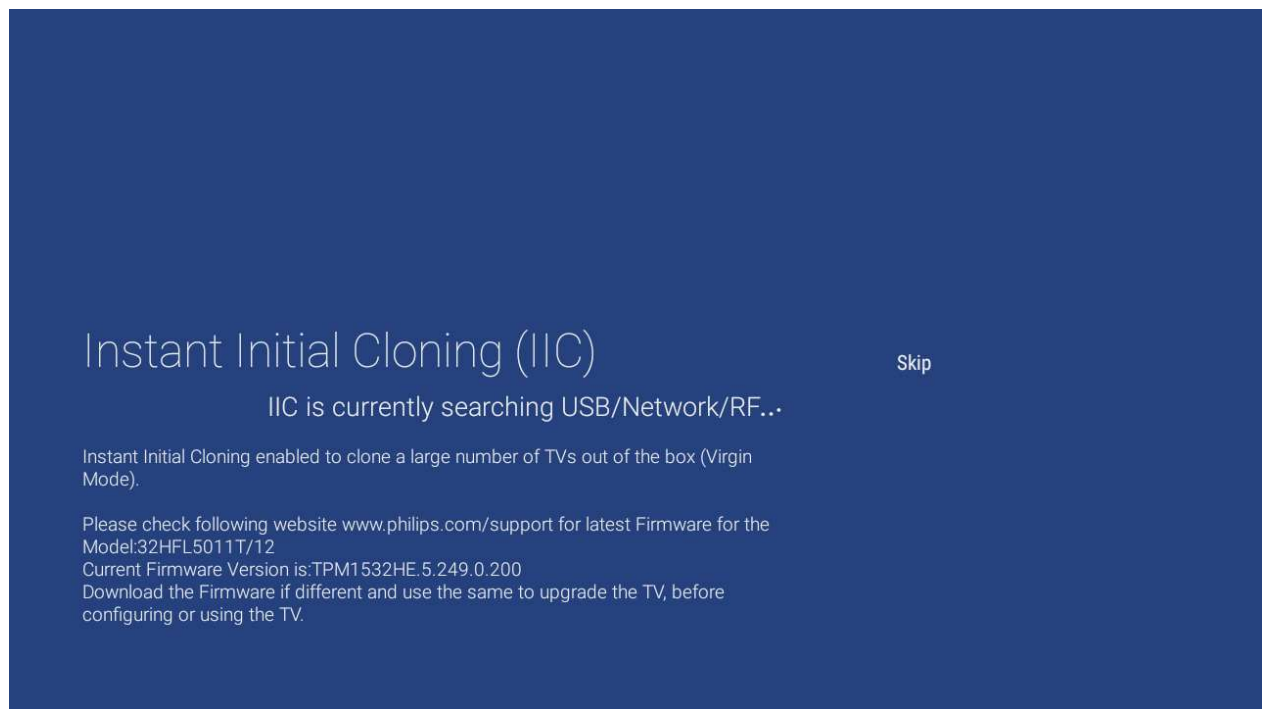 Instant Initial Cloning (IIC)
Skip
IIC is currently searching USB/Network/RF...
Instant Initial Cloning enabled to clone a large number of TVs out of the box (Virgin
Mode).
Please check following website www.philips.com/support for latest Firmware for the
Model:32HFL5011T/12
Current Firmware Version is:TPM1532HE.5.249.0.200
Download the Firmware if different and use the same to upgrade the TV, before
configuring or using the TV.